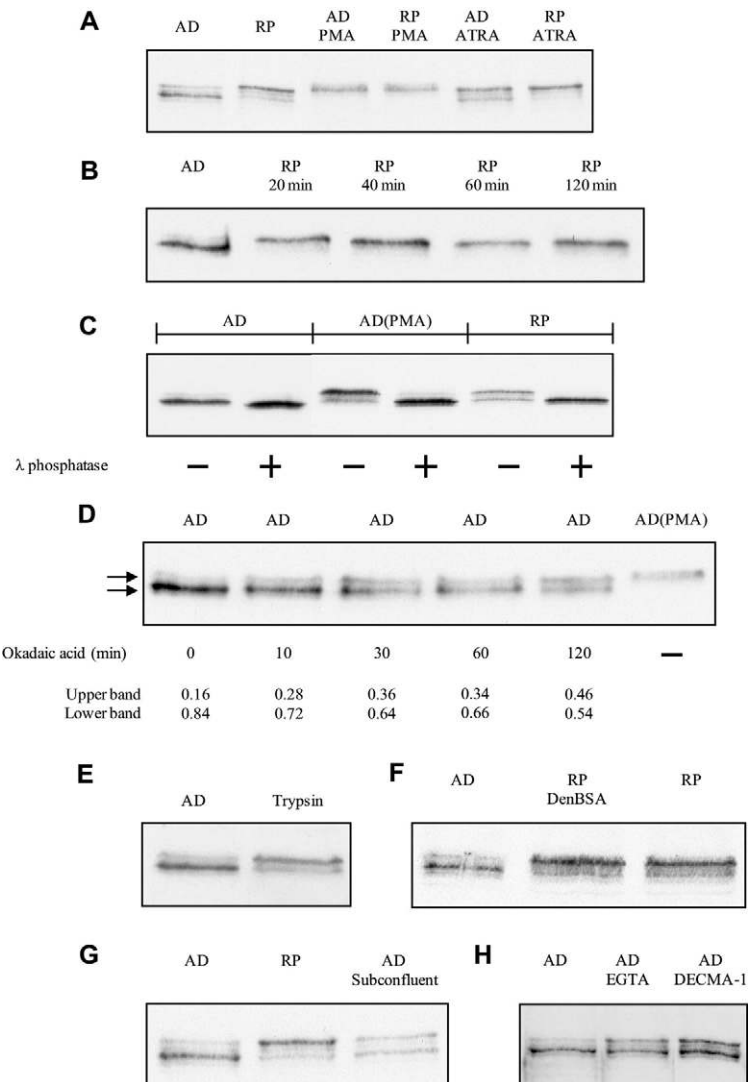 A
AD RP AD PMA RP PMA AD ATRA RP ATRA
B
AD RP 20 min RP 40 min RP 60 min RP 120 min
C
AD AD(PMA) RP
λ phosphatase − + − + − +
D
AD AD AD AD AD AD(PMA)
Okadaic acid (min) 0 10 30 60 120 −
Upper band 0.16 0.28 0.36 0.34 0.46
Lower band 0.84 0.72 0.64 0.66 0.54
E
AD Trypsin
F
AD RP DenBSA RP
G
AD RP AD Subconfluent
H
AD AD EGTA AD DECMA-1